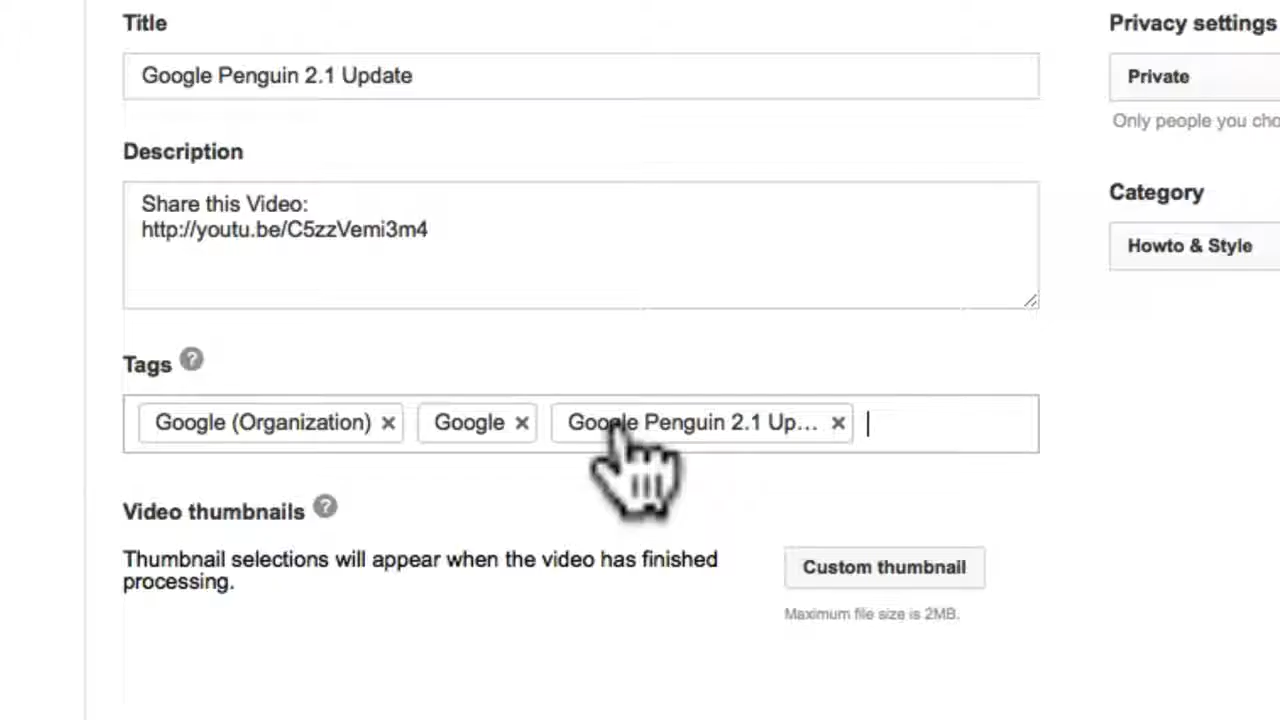 Title
Google Penguin 2.1 Update
Description
Share this Video:
http://youtu.be/C5zzVemi3m4
Tags ?
Google (Organization) × Google × Google Penguin 2.1 Up... ×
Video thumbnails ?
Thumbnail selections will appear when the video has finished
processing.
Custom thumbnail
Maximum file size is 2MB.
Privacy settings
Private
Only people you cho
Category
Howto & Style